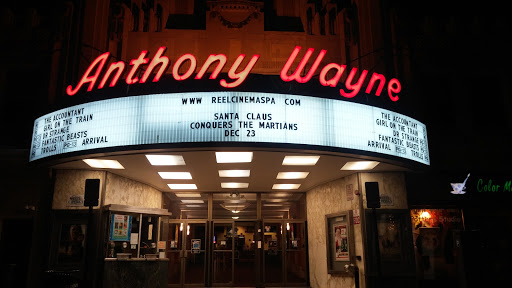 Anthony Wayne
WWW REELCINEMASPA COM
SANTA CLAUS
CONQUERS THE MARTIANS
DEC 23
THE ACCOUNTANT
GIRL ON THE TRAIN
DR STRANGE
FANTASTIC BEASTS
TROLLS
ARRIVAL
THE ACCOUNTANT
GIRL ON THE TRAIN
DR STRANGE
FANTASTIC BEASTS
ARRIVAL
Color